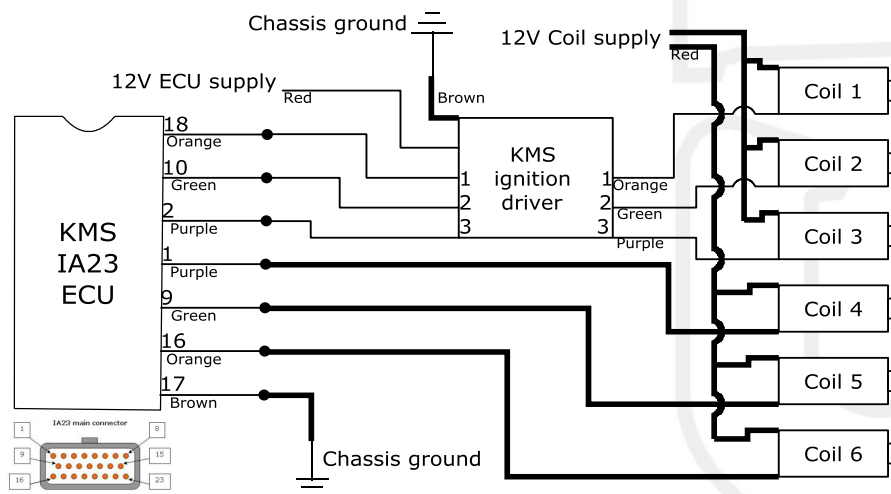 Chassis ground
12V Coil supply
Red
12V ECU supply
Red
Brown
Coil 1
18
Orange
KMS
ignition
driver
1
2
3
1
Orange
2
Green
3
Purple
10
Green
Coil 2
2
Purple
KMS
IA23
ECU
Coil 3
1
Purple
Coil 4
9
Green
16
Orange
Coil 5
17
Brown
Coil 6
Chassis ground
IA23 main connector
1
8
9
15
16
23